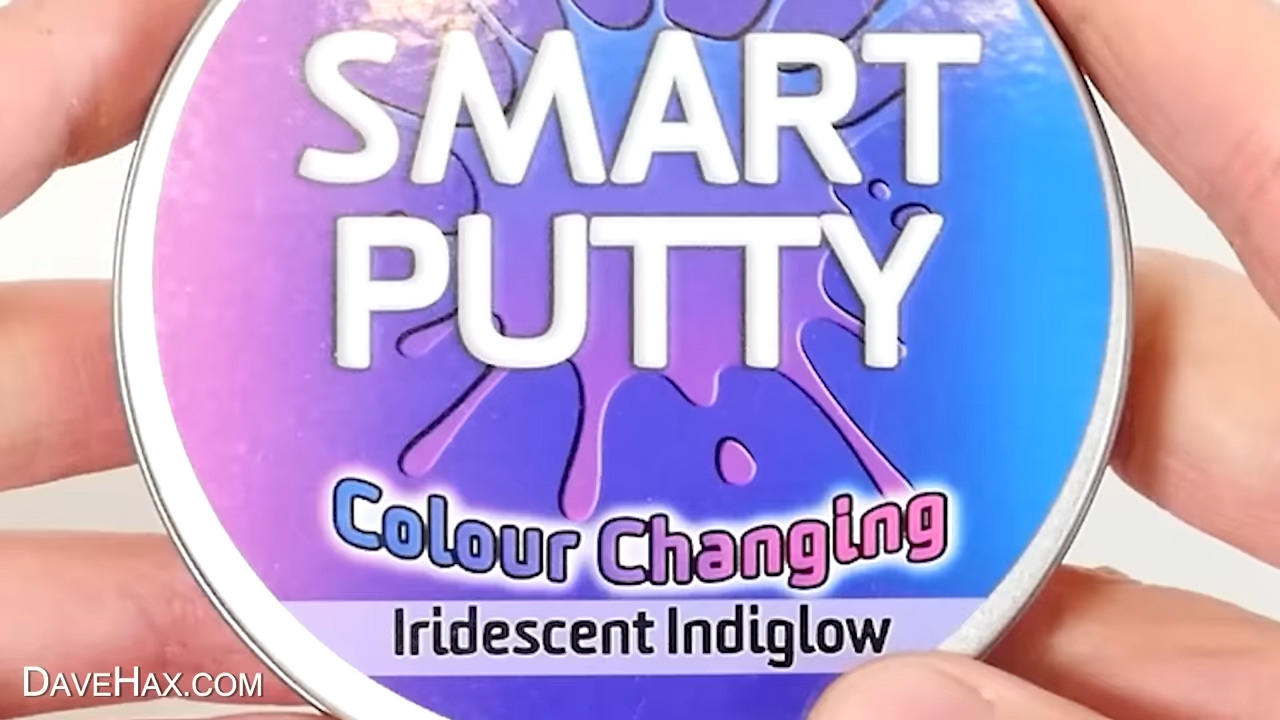 SMART
PUTTY
Colour Changing
Iridescent Indiglow
DAVEHAX.COM